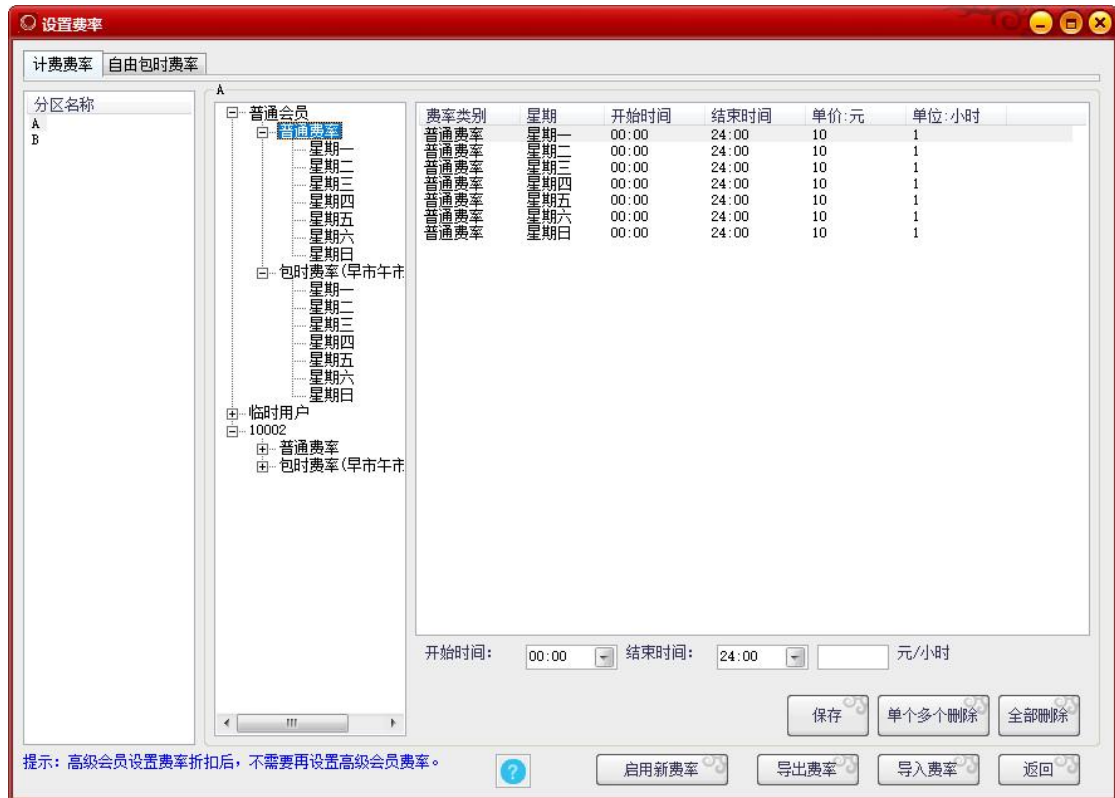 设置费率
计费费率 自由包时费率
分区名称
A
B
A
普通会员
普通费率
星期一
星期二
星期三
星期四
星期五
星期六
星期日
包时费率(早市午市
星期一
星期二
星期三
星期四
星期五
星期六
星期日
临时用户
10002
普通费率
包时费率(早市午市
费率类别 星期 开始时间 结束时间 单价:元 单位:小时
普通费率 星期一 00:00 24:00 10 1
普通费率 星期二 00:00 24:00 10 1
普通费率 星期三 00:00 24:00 10 1
普通费率 星期四 00:00 24:00 10 1
普通费率 星期五 00:00 24:00 10 1
普通费率 星期六 00:00 24:00 10 1
普通费率 星期日 00:00 24:00 10 1
开始时间: 00:00 结束时间: 24:00 元/小时
保存 单个多个删除 全部删除
提示: 高级会员设置费率折扣后,不需要再设置高级会员费率。
? 启用新费率 导出费率 导入费率 返回